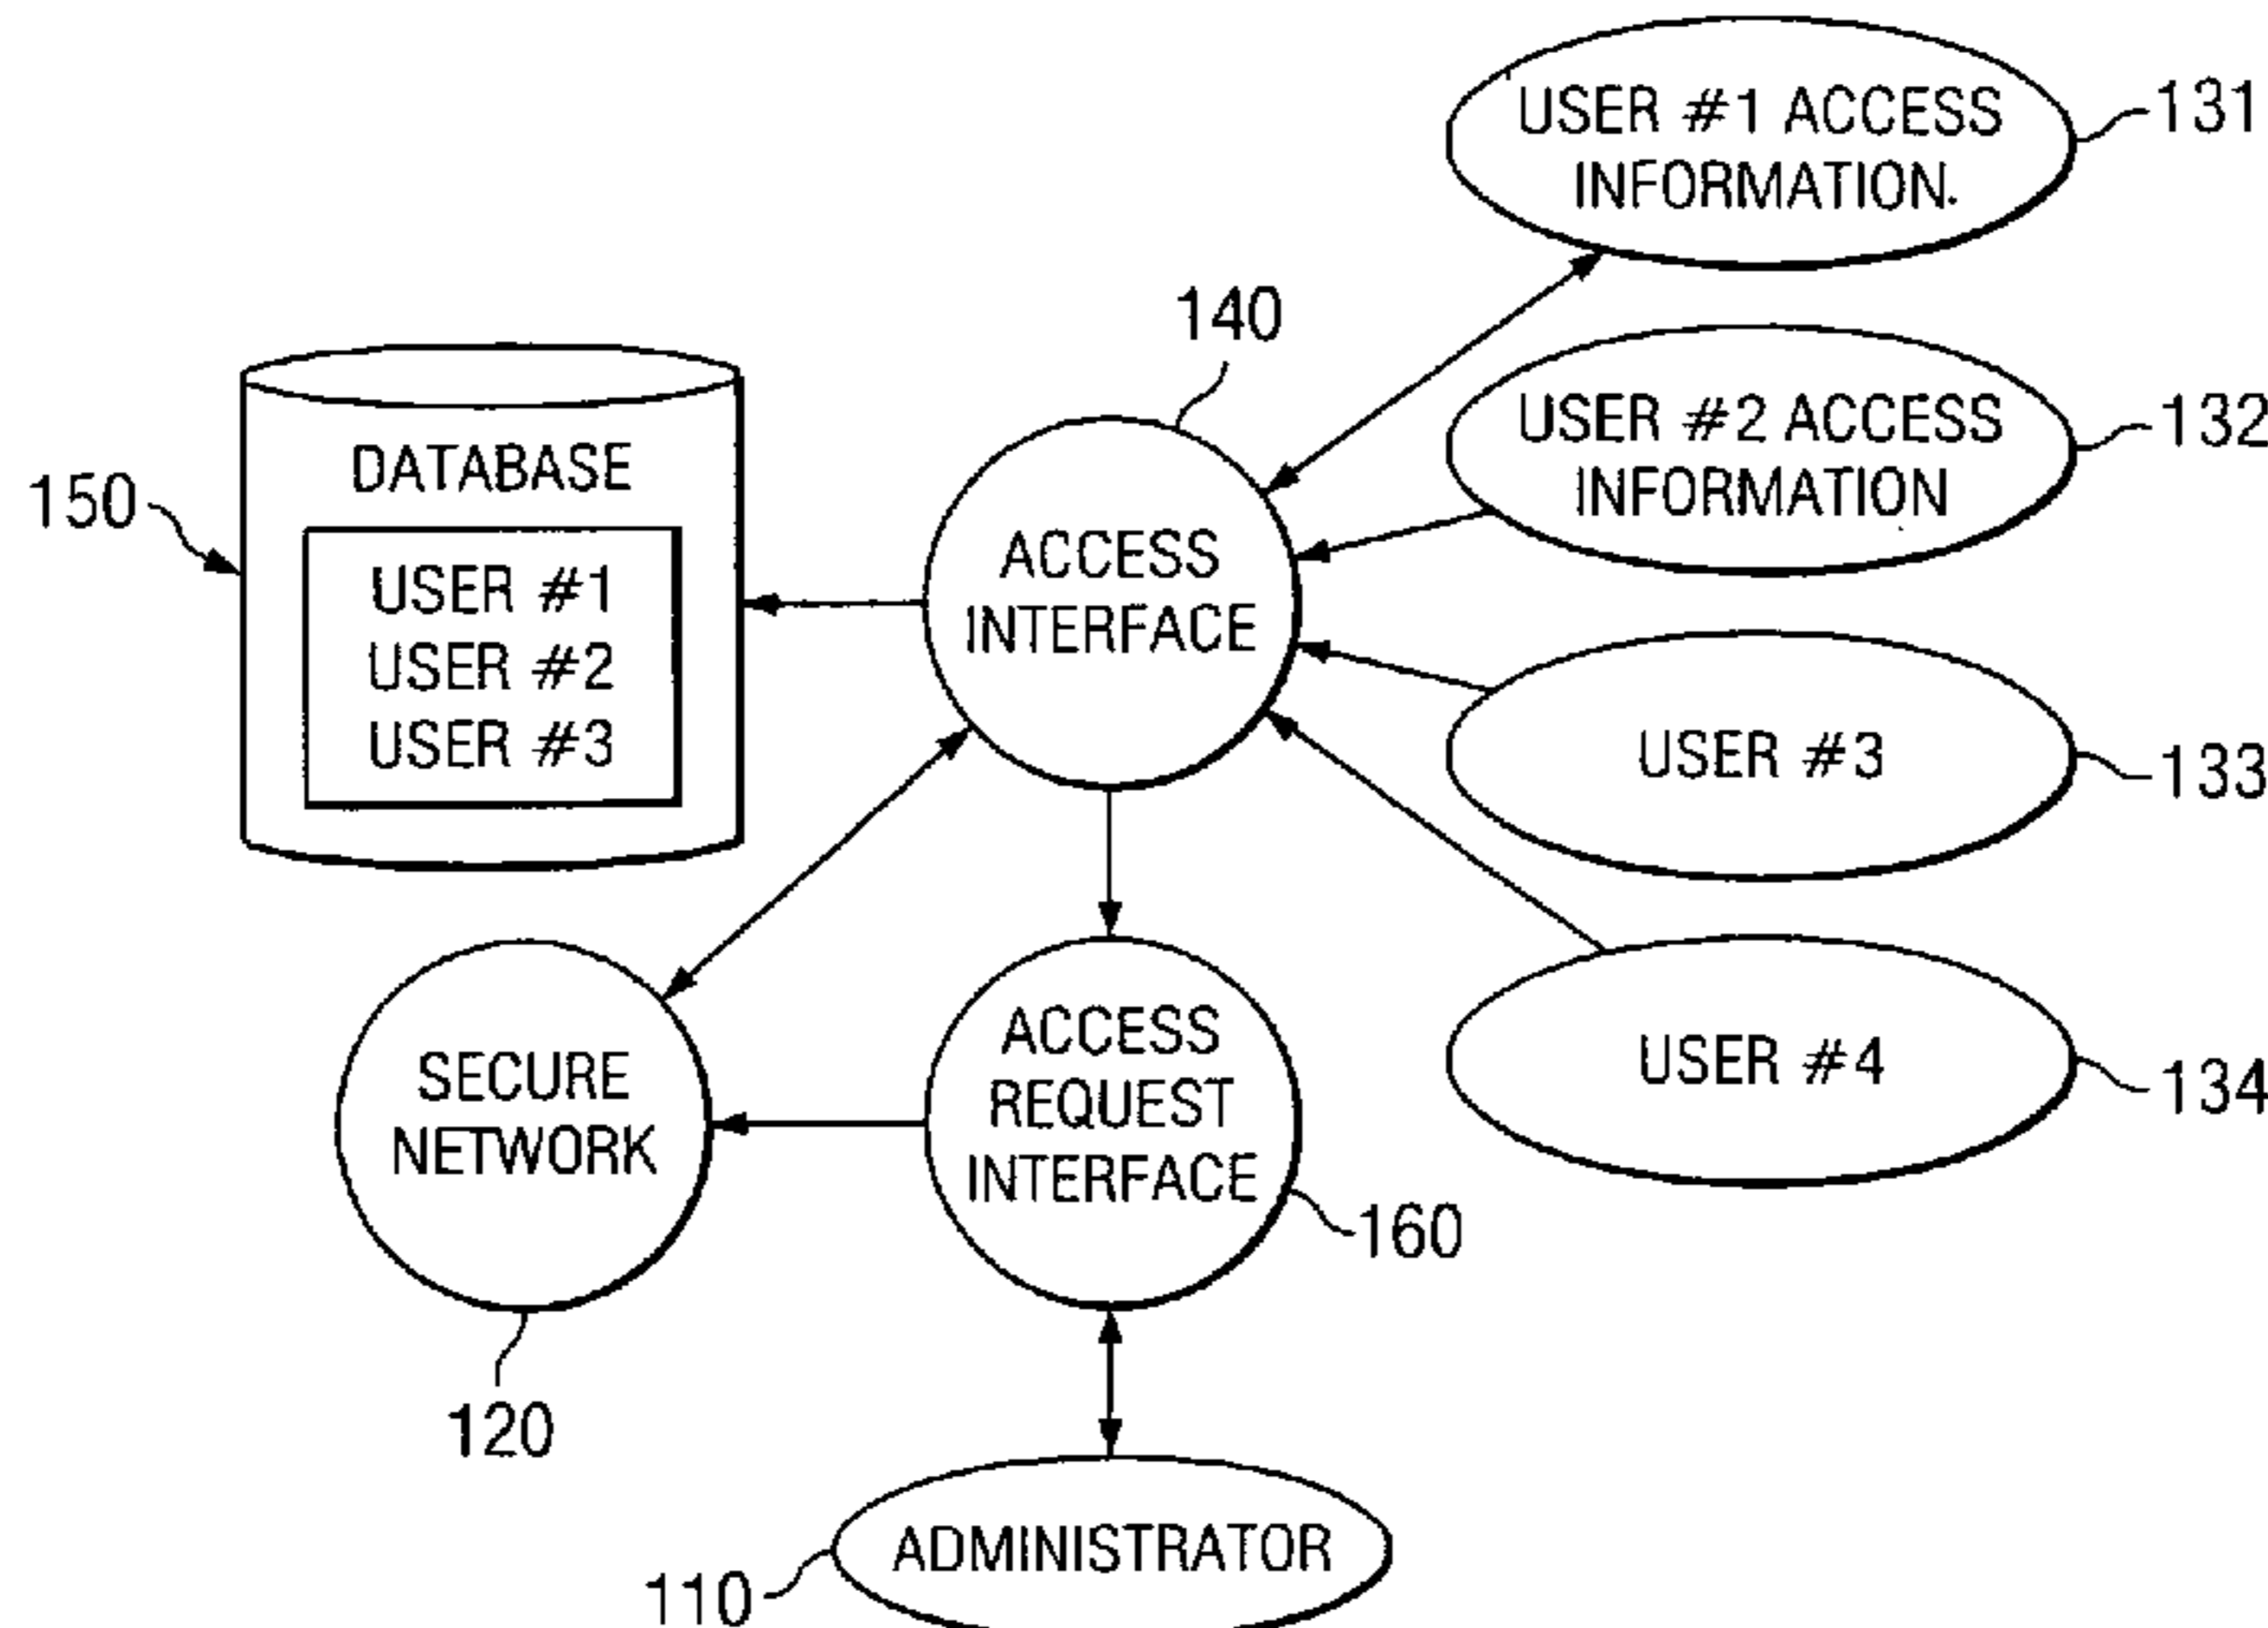 USER #1 ACCESS
INFORMATION.
131
140
USER #2 ACCESS
INFORMATION
132
150
DATABASE
USER #1
USER #2
USER #3
ACCESS
INTERFACE
USER #3
133
SECURE
NETWORK
120
ACCESS
REQUEST
INTERFACE
160
USER #4
134
ADMINISTRATOR
110